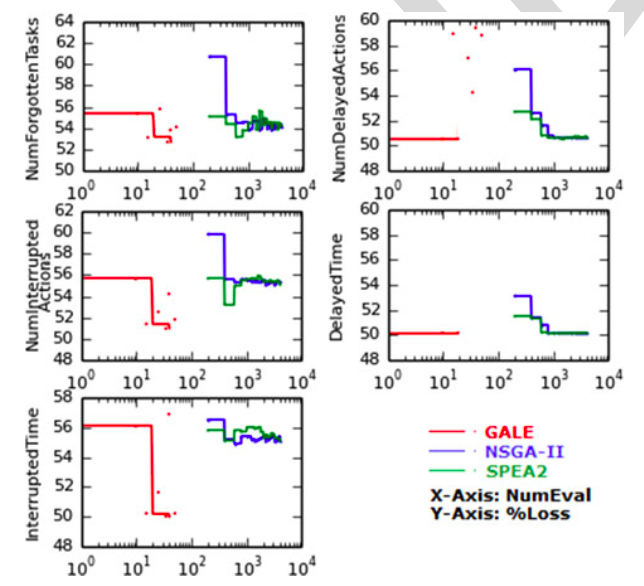 NumForgottenTasks
64
62
60
58
56
54
52
50
10^0 10^1 10^2 10^3 10^4
NumDelayedActions
60
58
56
54
52
50
48
10^0 10^1 10^2 10^3 10^4
NumInterrupted
Actions
62
60
58
56
54
52
50
48
10^0 10^1 10^2 10^3 10^4
DelayedTime
60
58
56
54
52
50
48
10^0 10^1 10^2 10^3 10^4
InterruptedTime
58
56
54
52
50
48
10^0 10^1 10^2 10^3 10^4
GALE
NSGA-II
SPEA2
X-Axis: NumEval
Y-Axis: %Loss